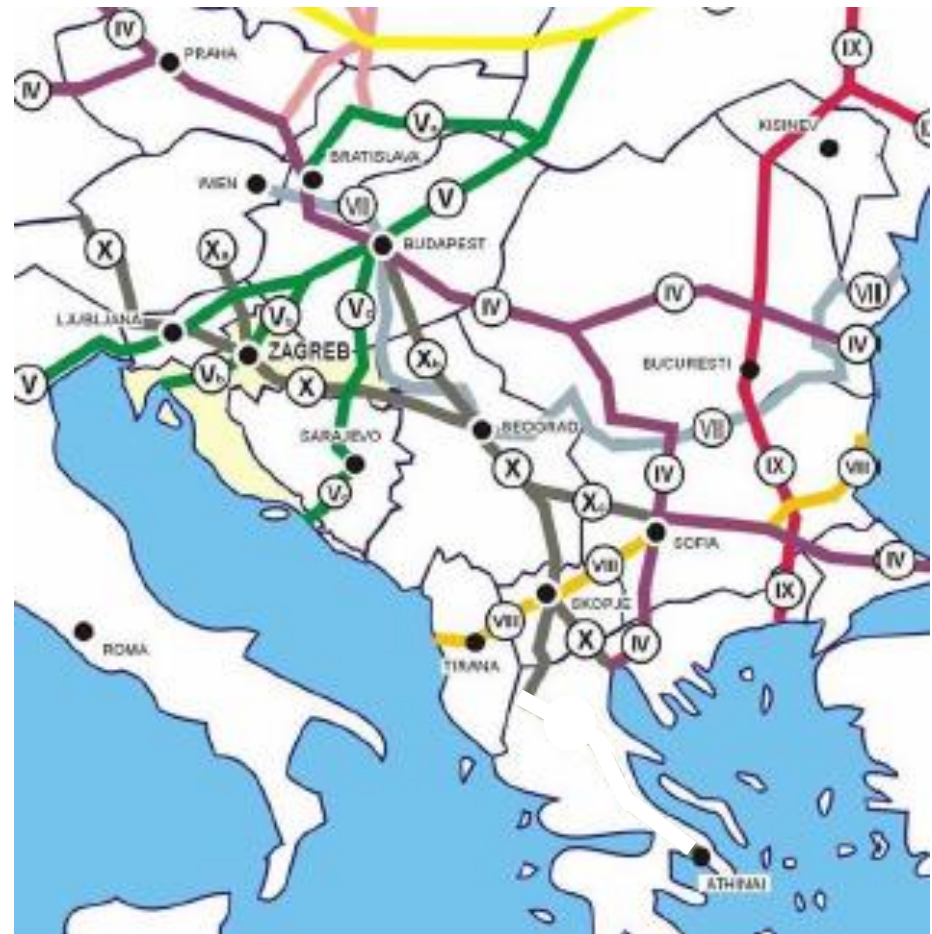 IV
IX
PRAHA
IV
KISINEV
Va
BRATISLAVA
WIEN
V
VII
X
Xa
BUDAPEST
VII
IV
IV
Vb
Vc
LJUBLJANA
IV
ZAGREB
Xb
BUCURESTI
Vb
X
V
BEOGRAD
VII
SARAJEVO
X
IV
IX
VIII
Vc
Xc
SOFIA
VIII
IV
IX
SKOPJE
VIII
ROMA
X
IV
TIRANA
ATHINAI